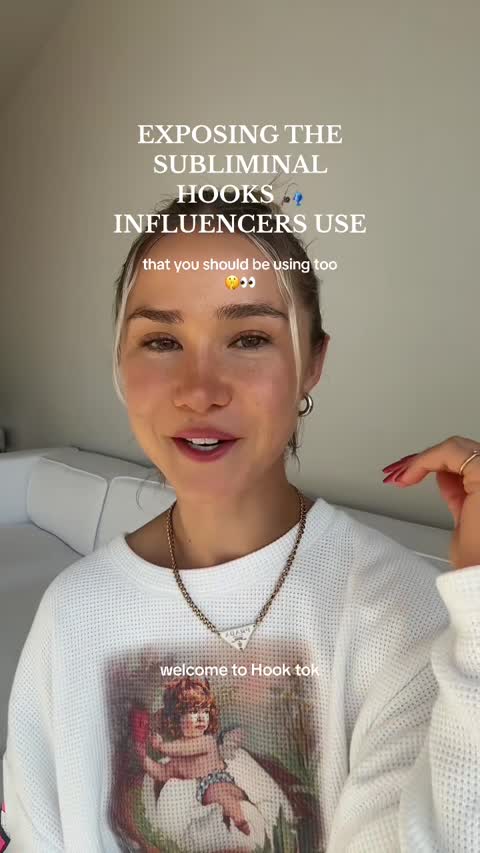 EXPOSING THE
SUBLIMINAL
HOOKS 🎣
INFLUENCERS USE
that you should be using too
🤫👀
welcome to Hook tok